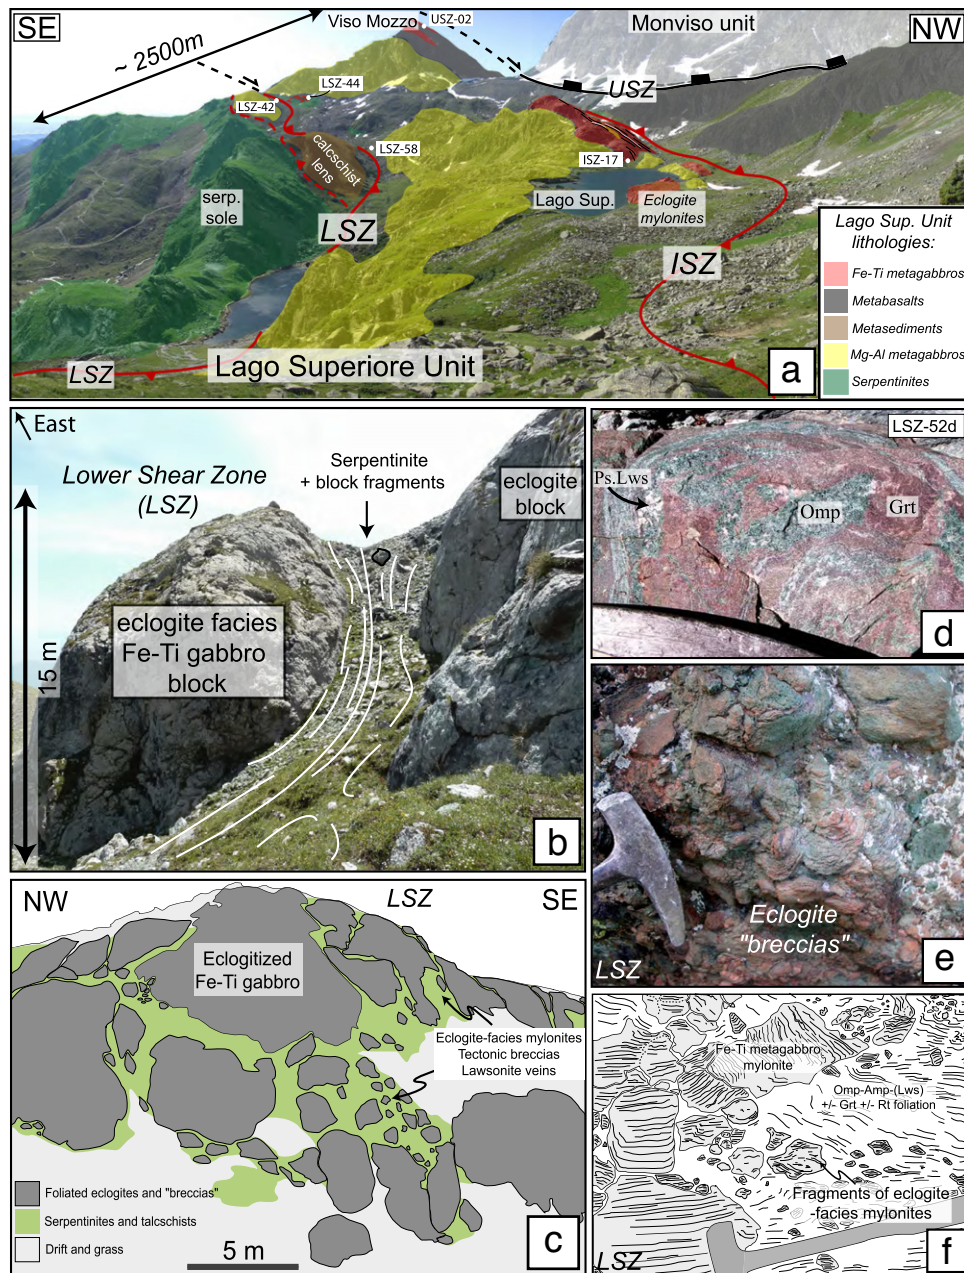 SE
~ 2500m
Viso Mozzo
USZ-02
Monviso unit
NW
LSZ-44
USZ
LSZ-42
calcschist
lens
LSZ-58
ISZ-17
serp.
sole
Lago Sup.
Eclogite
mylonites
LSZ
ISZ
Lago Sup. Unit
lithologies:
Fe-Ti metagabbros
Metabasalts
Metasediments
Mg-Al metagabbros
Serpentinites
LSZ
Lago Superiore Unit
a
East
Lower Shear Zone
(LSZ)
Serpentinite
+ block fragments
eclogite
block
eclogite facies
Fe-Ti gabbro
block
15 m
b
LSZ-52d
Ps.Lws
Omp
Grt
d
Eclogite
"breccias"
LSZ
e
NW
LSZ
SE
Eclogitized
Fe-Ti gabbro
Eclogite-facies mylonites
Tectonic breccias
Lawsonite veins
Foliated eclogites and "breccias"
Serpentinites and talcschists
Drift and grass
5 m
c
Fe-Ti metagabbro
mylonite
Omp-Amp-(Lws)
+/- Grt +/- Rt foliation
Fragments of eclogite
-facies mylonites
LSZ
f